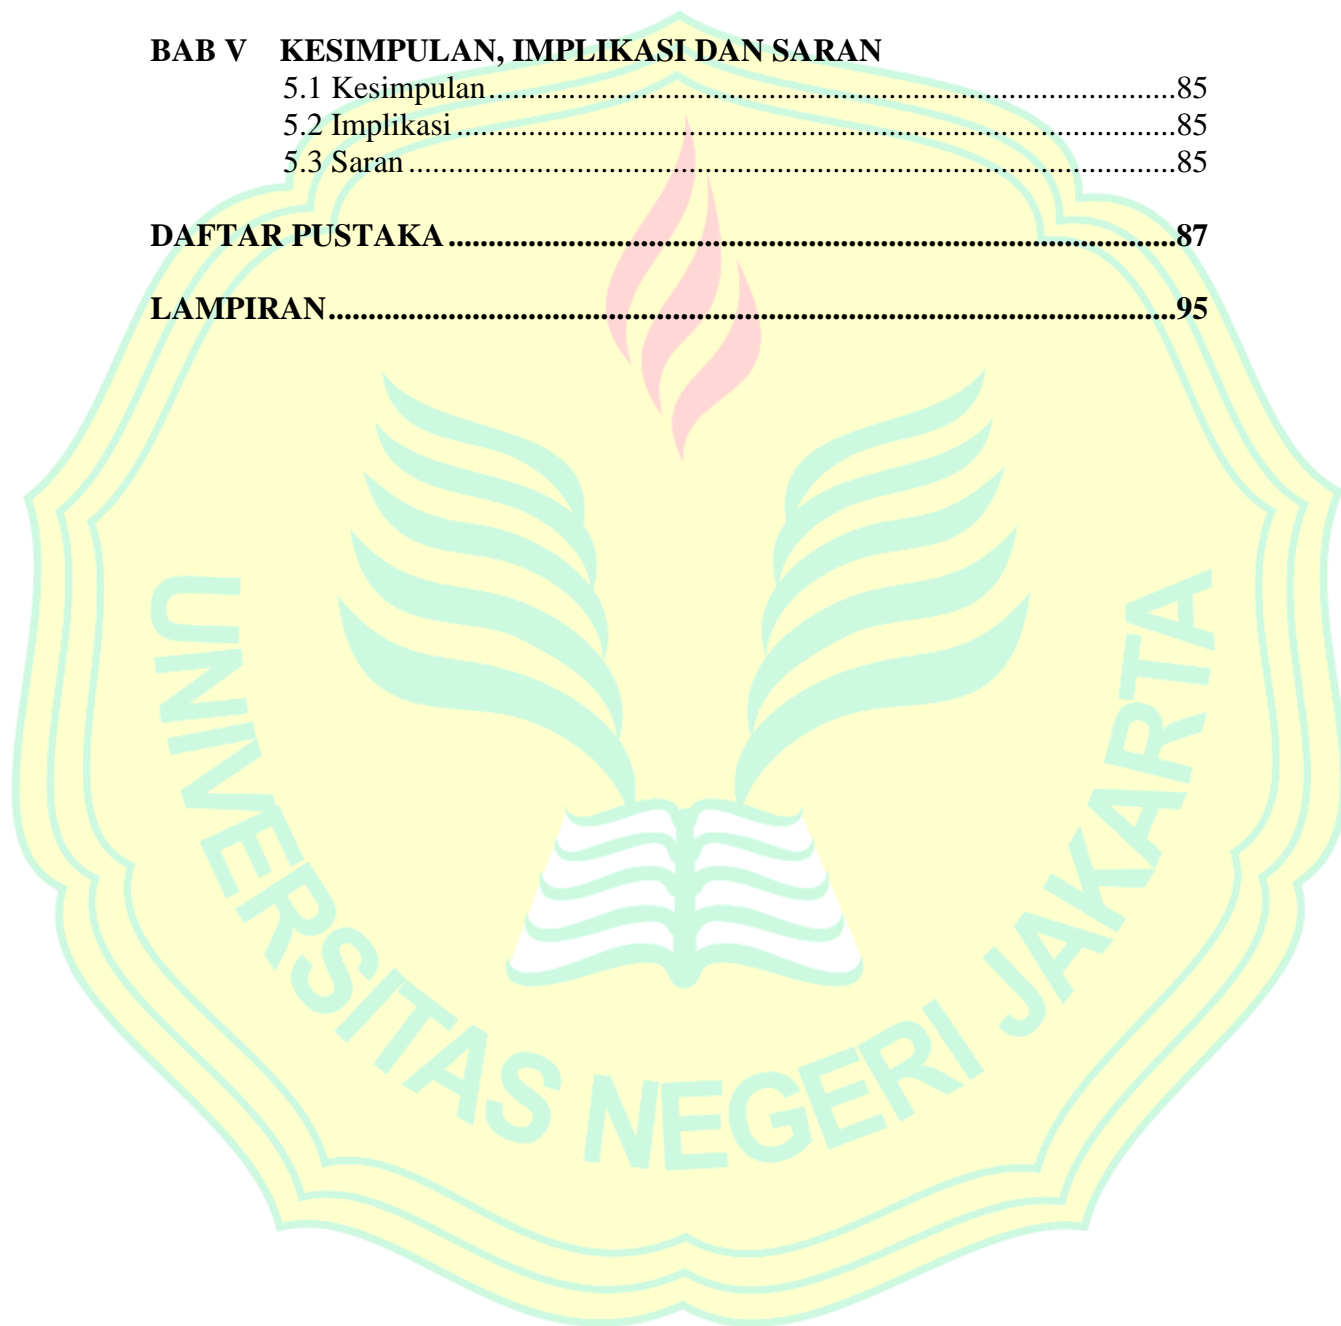 BAB V KESIMPULAN, IMPLIKASI DAN SARAN
5.1 Kesimpulan.....................................................................................85
5.2 Implikasi.........................................................................................85
5.3 Saran...............................................................................................85
DAFTAR PUSTAKA...........................................................................................87
LAMPIRAN.........................................................................................................95
UNIVERSITAS NEGERI JAKARTA